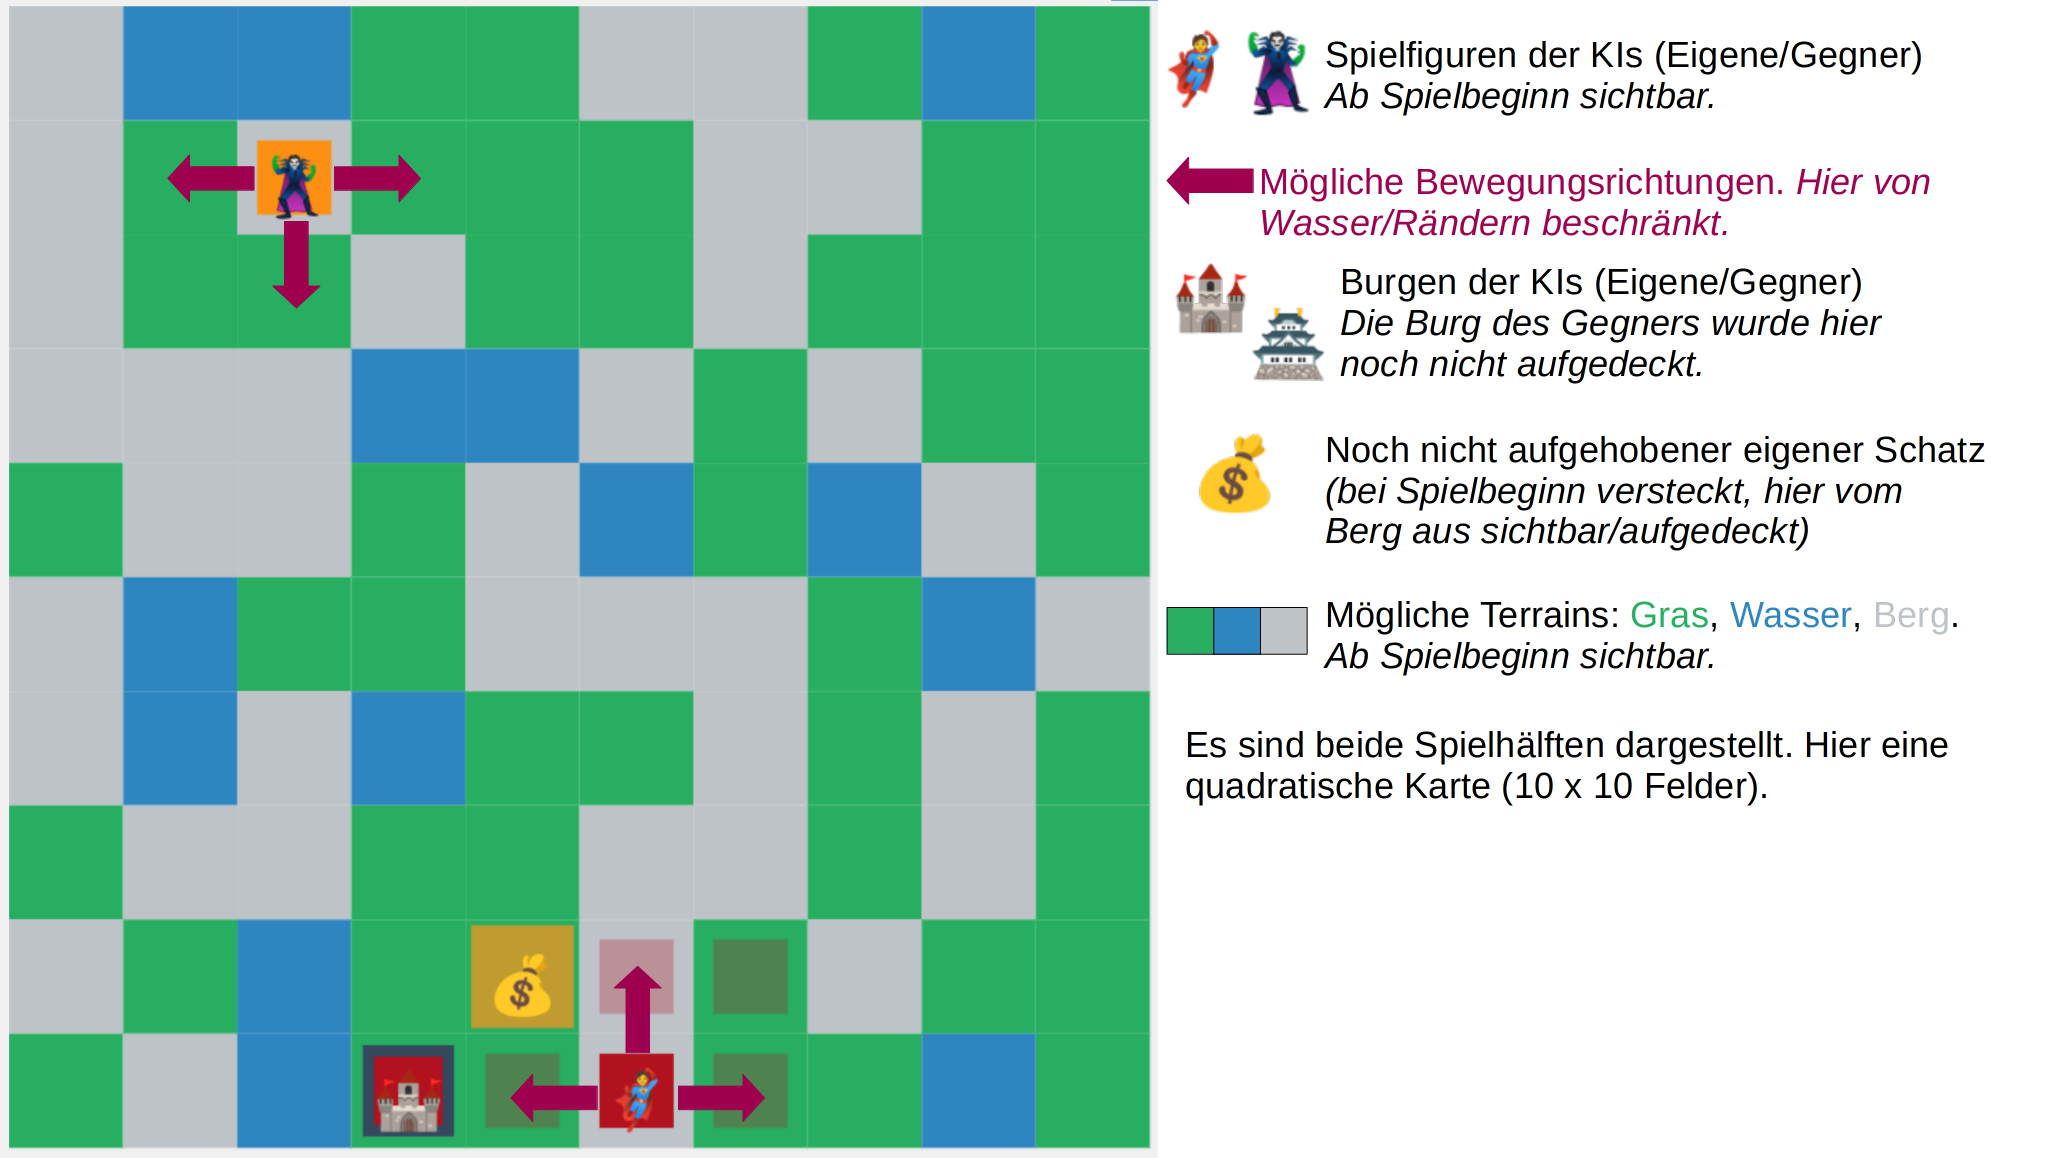 Spielfiguren der KIs (Eigene/Gegner)
Ab Spielbeginn sichtbar.
Mögliche Bewegungsrichtungen. Hier von
Wasser/Rändern beschränkt.
Burgen der KIs (Eigene/Gegner)
Die Burg des Gegners wurde hier
noch nicht aufgedeckt.
Noch nicht aufgehobener eigener Schatz
(bei Spielbeginn versteckt, hier vom
Berg aus sichtbar/aufgedeckt)
Mögliche Terrains: Gras, Wasser, Berg.
Ab Spielbeginn sichtbar.
Es sind beide Spielhälften dargestellt. Hier eine
quadratische Karte (10 x 10 Felder).